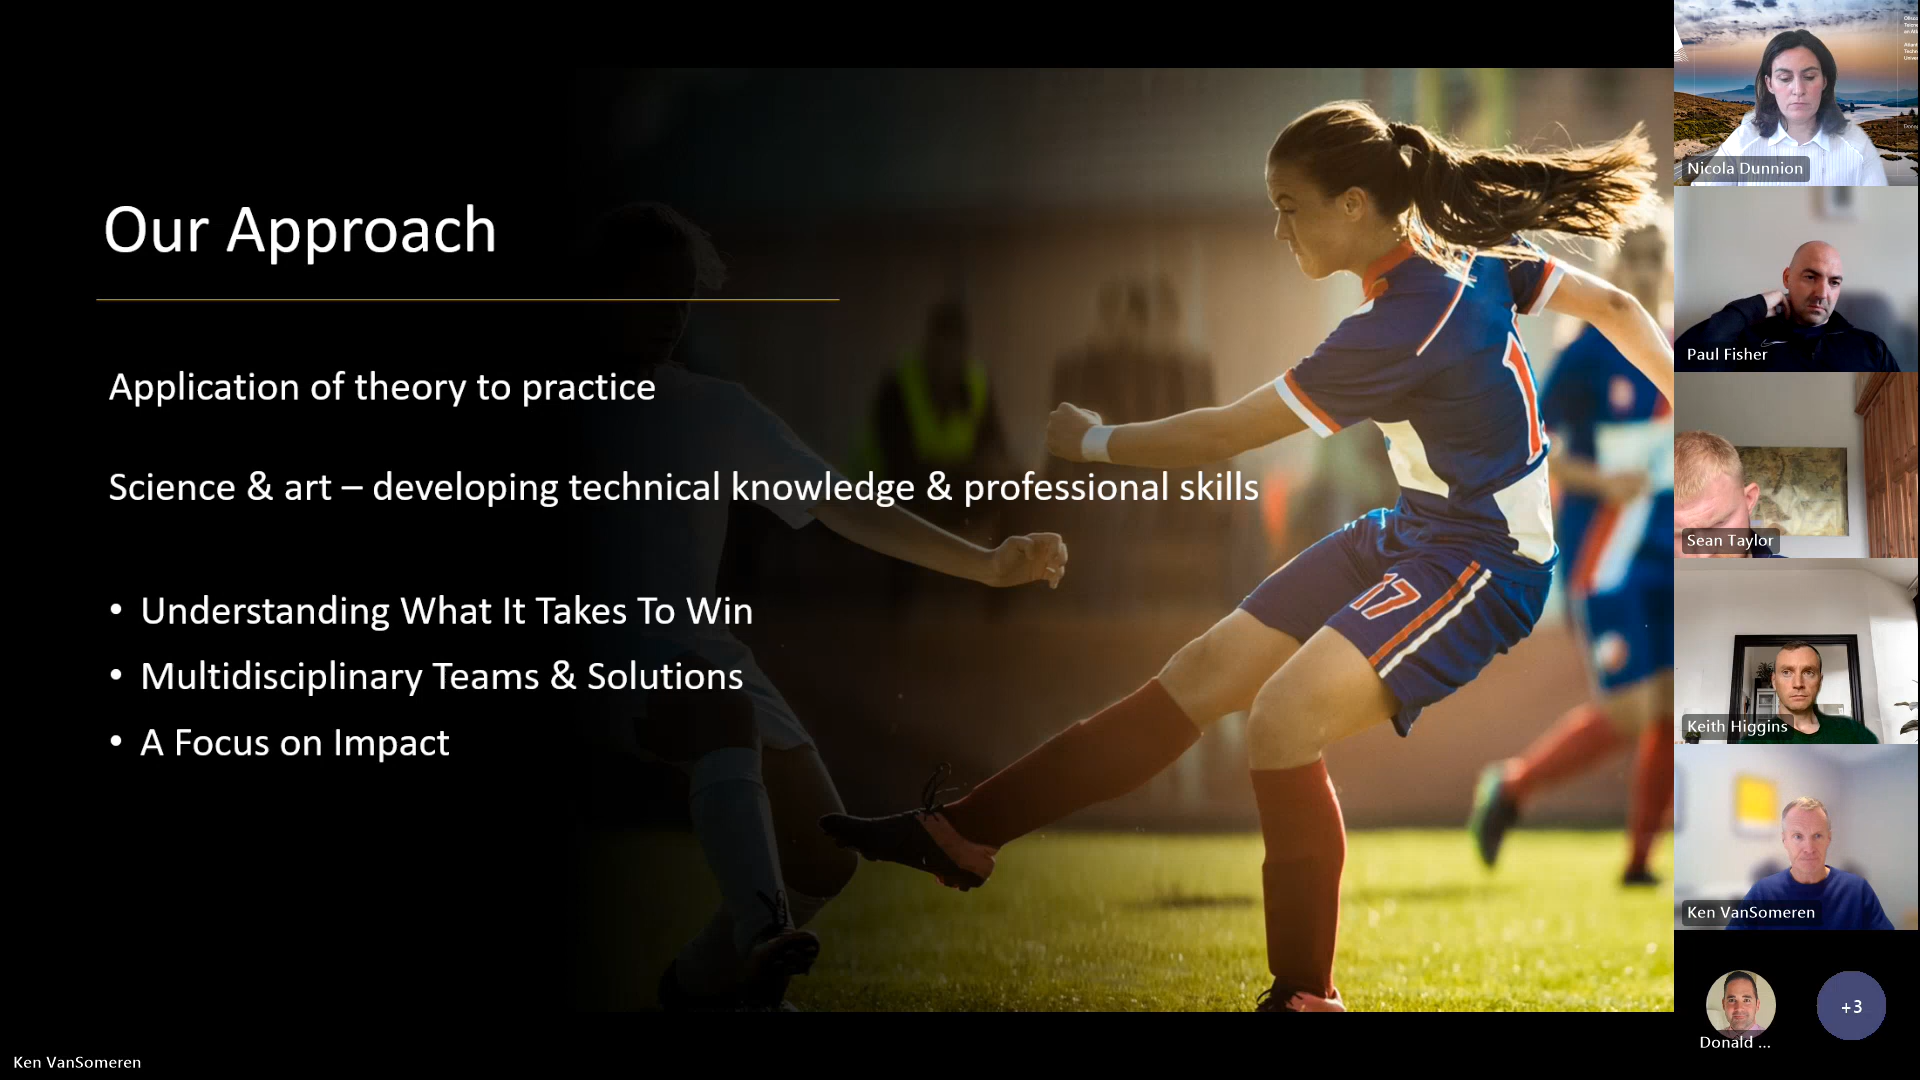 Our Approach
Application of theory to practice
Science & art – developing technical knowledge & professional skills
• Understanding What It Takes To Win
• Multidisciplinary Teams & Solutions
• A Focus on Impact
17
Nicola Dunnion
Paul Fisher
Sean Taylor
Keith Higgins
Ken VanSomeren
Donald ...
+3
Ken VanSomeren